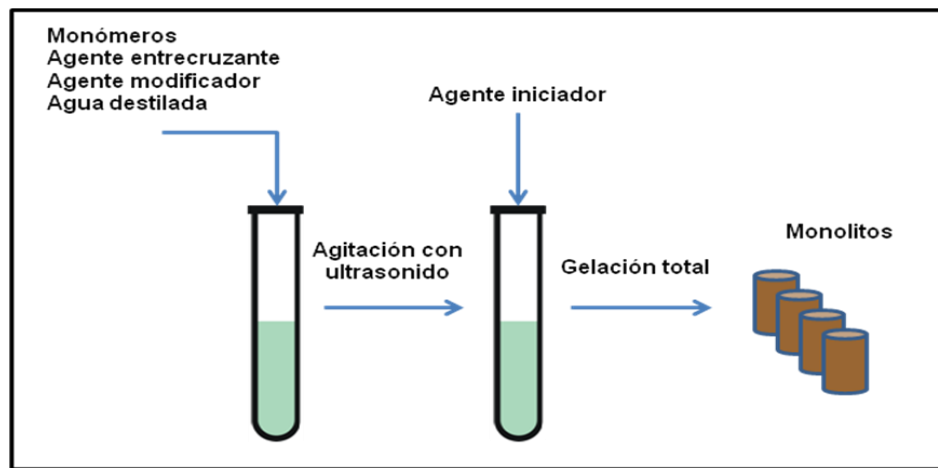 Monómeros
Agente entrecruzante
Agente modificador
Agua destilada
Agente iniciador
Agitación con
ultrasonido
Gelación total
Monolitos